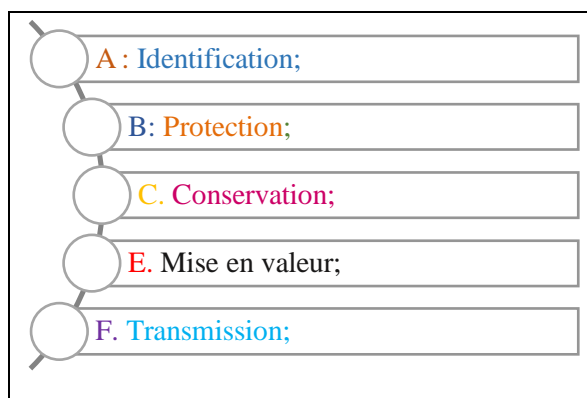 A : Identification;
B: Protection;
C. Conservation;
E. Mise en valeur;
F. Transmission;